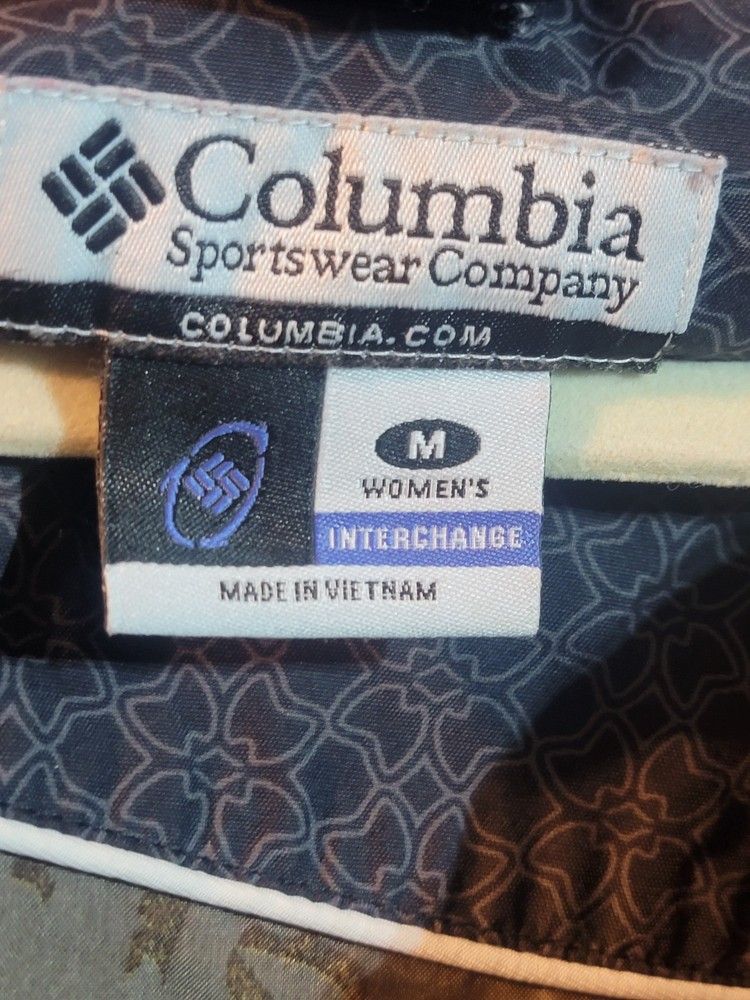 Columbia
Sportswear Company
COLUMBIA.COM
M
WOMEN'S
INTERCHANGE
MADE IN VIETNAM